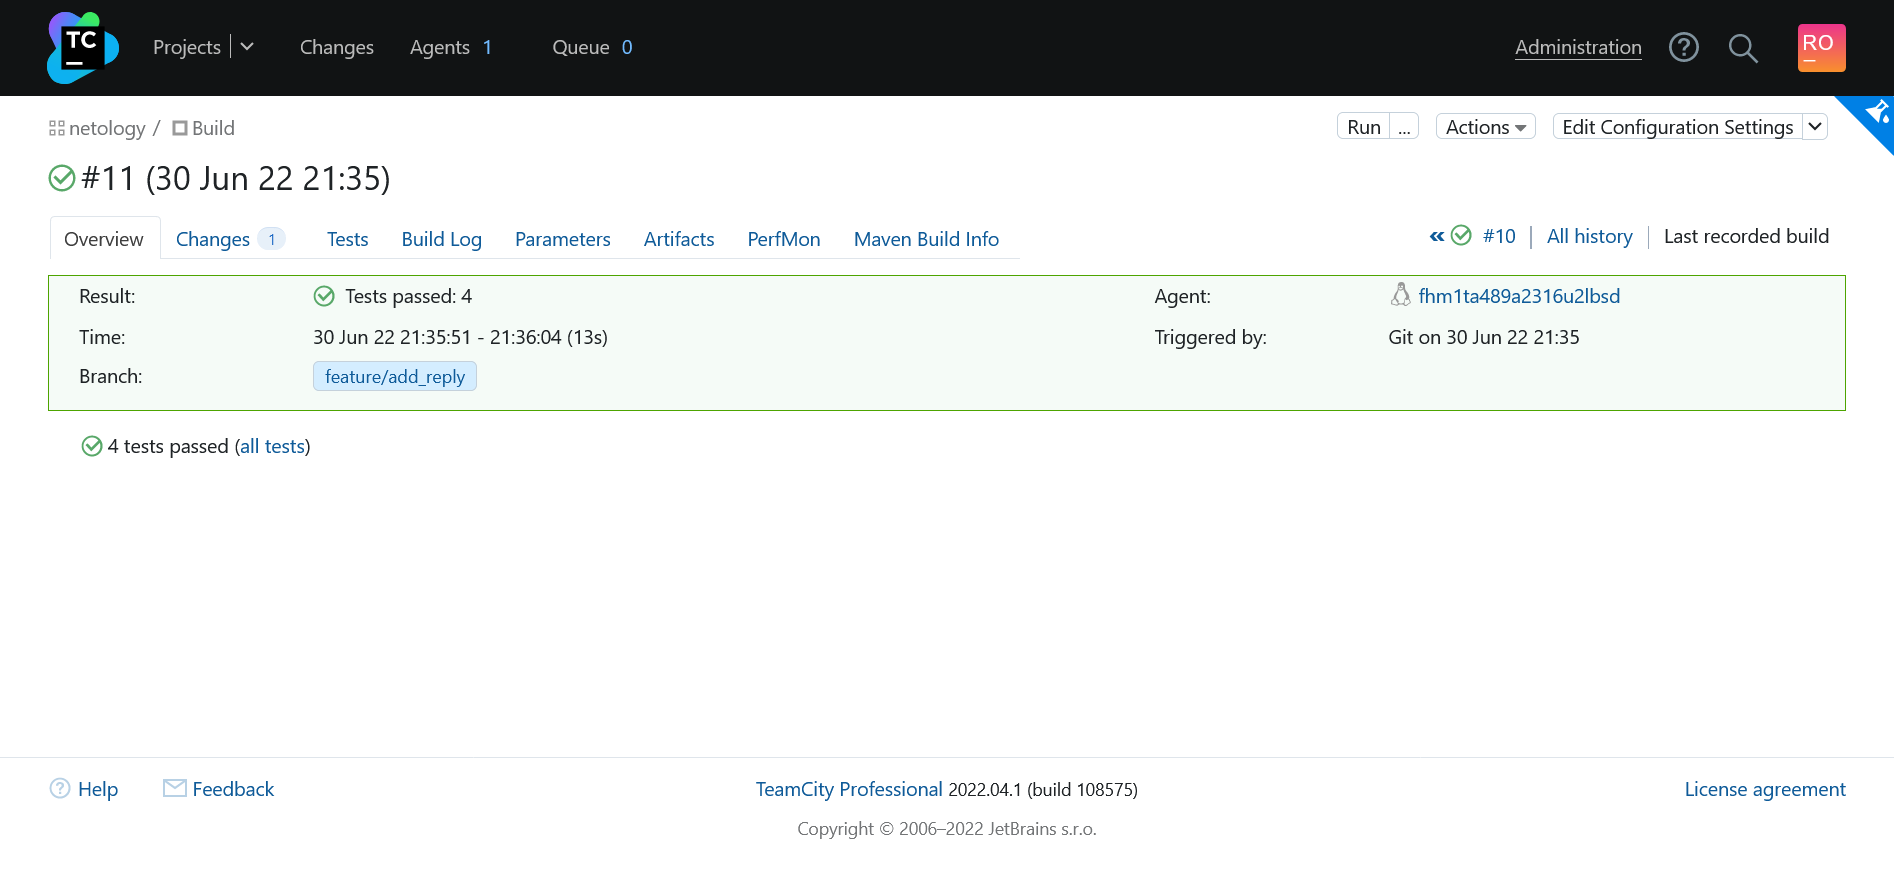 TC
Projects Changes Agents 1 Queue 0 Administration RO
netology / Build Run ... Actions Edit Configuration Settings
#11 (30 Jun 22 21:35)
Overview Changes 1 Tests Build Log Parameters Artifacts PerfMon Maven Build Info « #10 | All history | Last recorded build
Result: Tests passed: 4 Agent: fhm1ta489a2316u2lbsd
Time: 30 Jun 22 21:35:51 - 21:36:04 (13s) Triggered by: Git on 30 Jun 22 21:35
Branch: feature/add_reply
4 tests passed (all tests)
Help Feedback TeamCity Professional 2022.04.1 (build 108575) License agreement
Copyright © 2006–2022 JetBrains s.r.o.